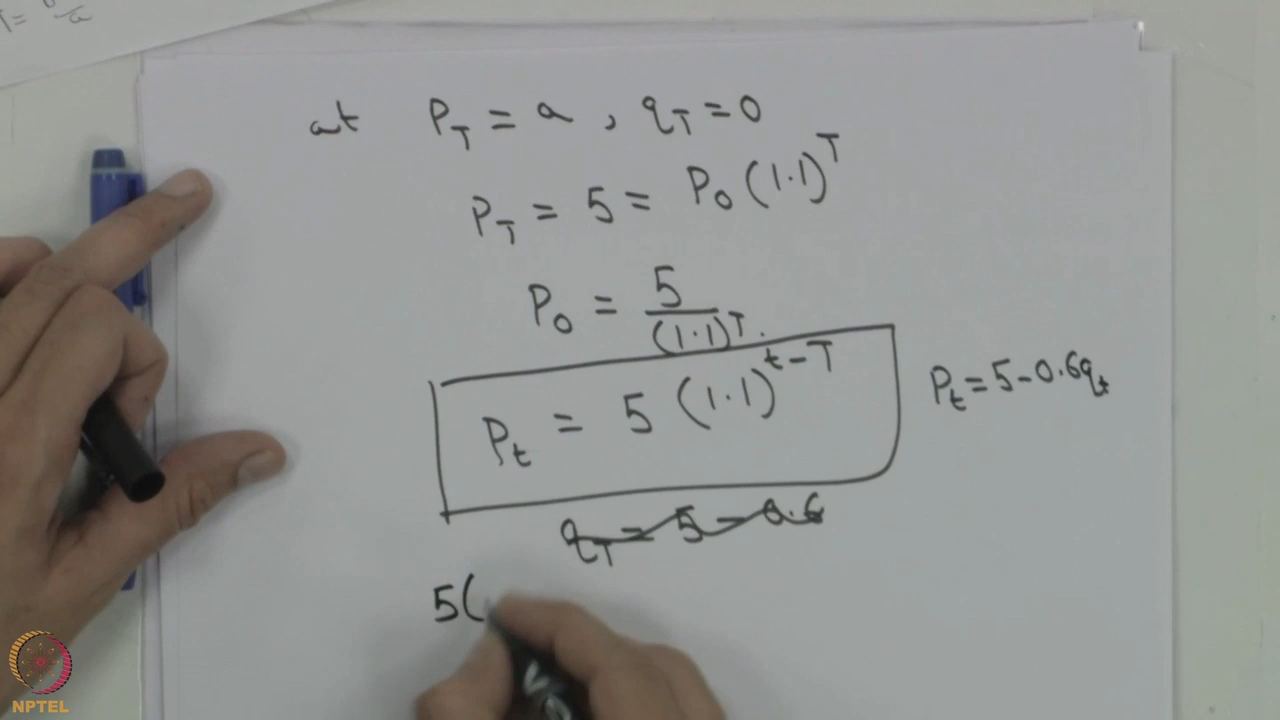 T = b/a
at P_T = a , q_T = 0
P_T = 5 = P_0 (1.1)^T
P_0 = 5/(1.1)^T.
P_t = 5 (1.1)^{t-T}
P_t = 5 - 0.6q_t
q_T = 5 - 0.6
5(
NPTEL